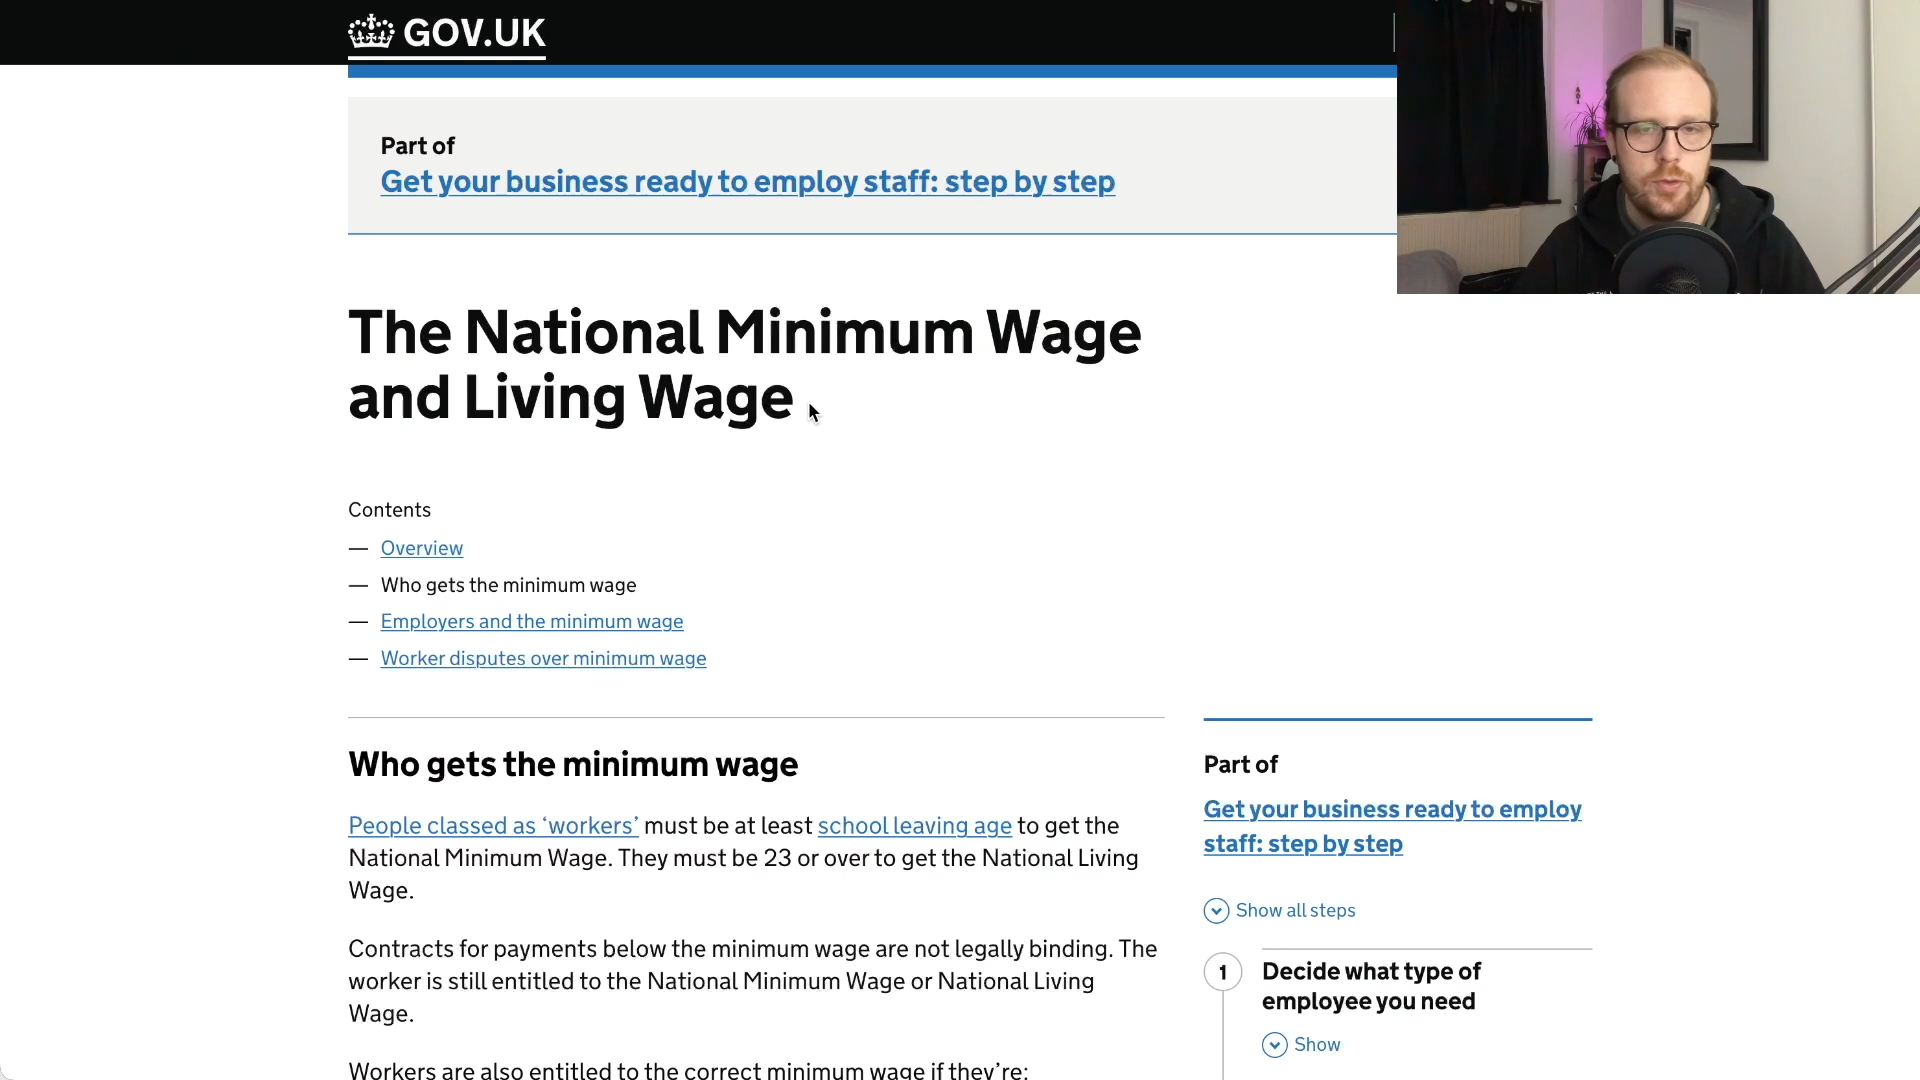 GOV.UK
Part of
Get your business ready to employ staff: step by step
The National Minimum Wage
and Living Wage
Contents
— Overview
— Who gets the minimum wage
— Employers and the minimum wage
— Worker disputes over minimum wage
Who gets the minimum wage
People classed as ‘workers’ must be at least school leaving age to get the
National Minimum Wage. They must be 23 or over to get the National Living
Wage.
Contracts for payments below the minimum wage are not legally binding. The
worker is still entitled to the National Minimum Wage or National Living
Wage.
Workers are also entitled to the correct minimum wage if they’re:
Part of
Get your business ready to employ
staff: step by step
Show all steps
1
Decide what type of
employee you need
Show